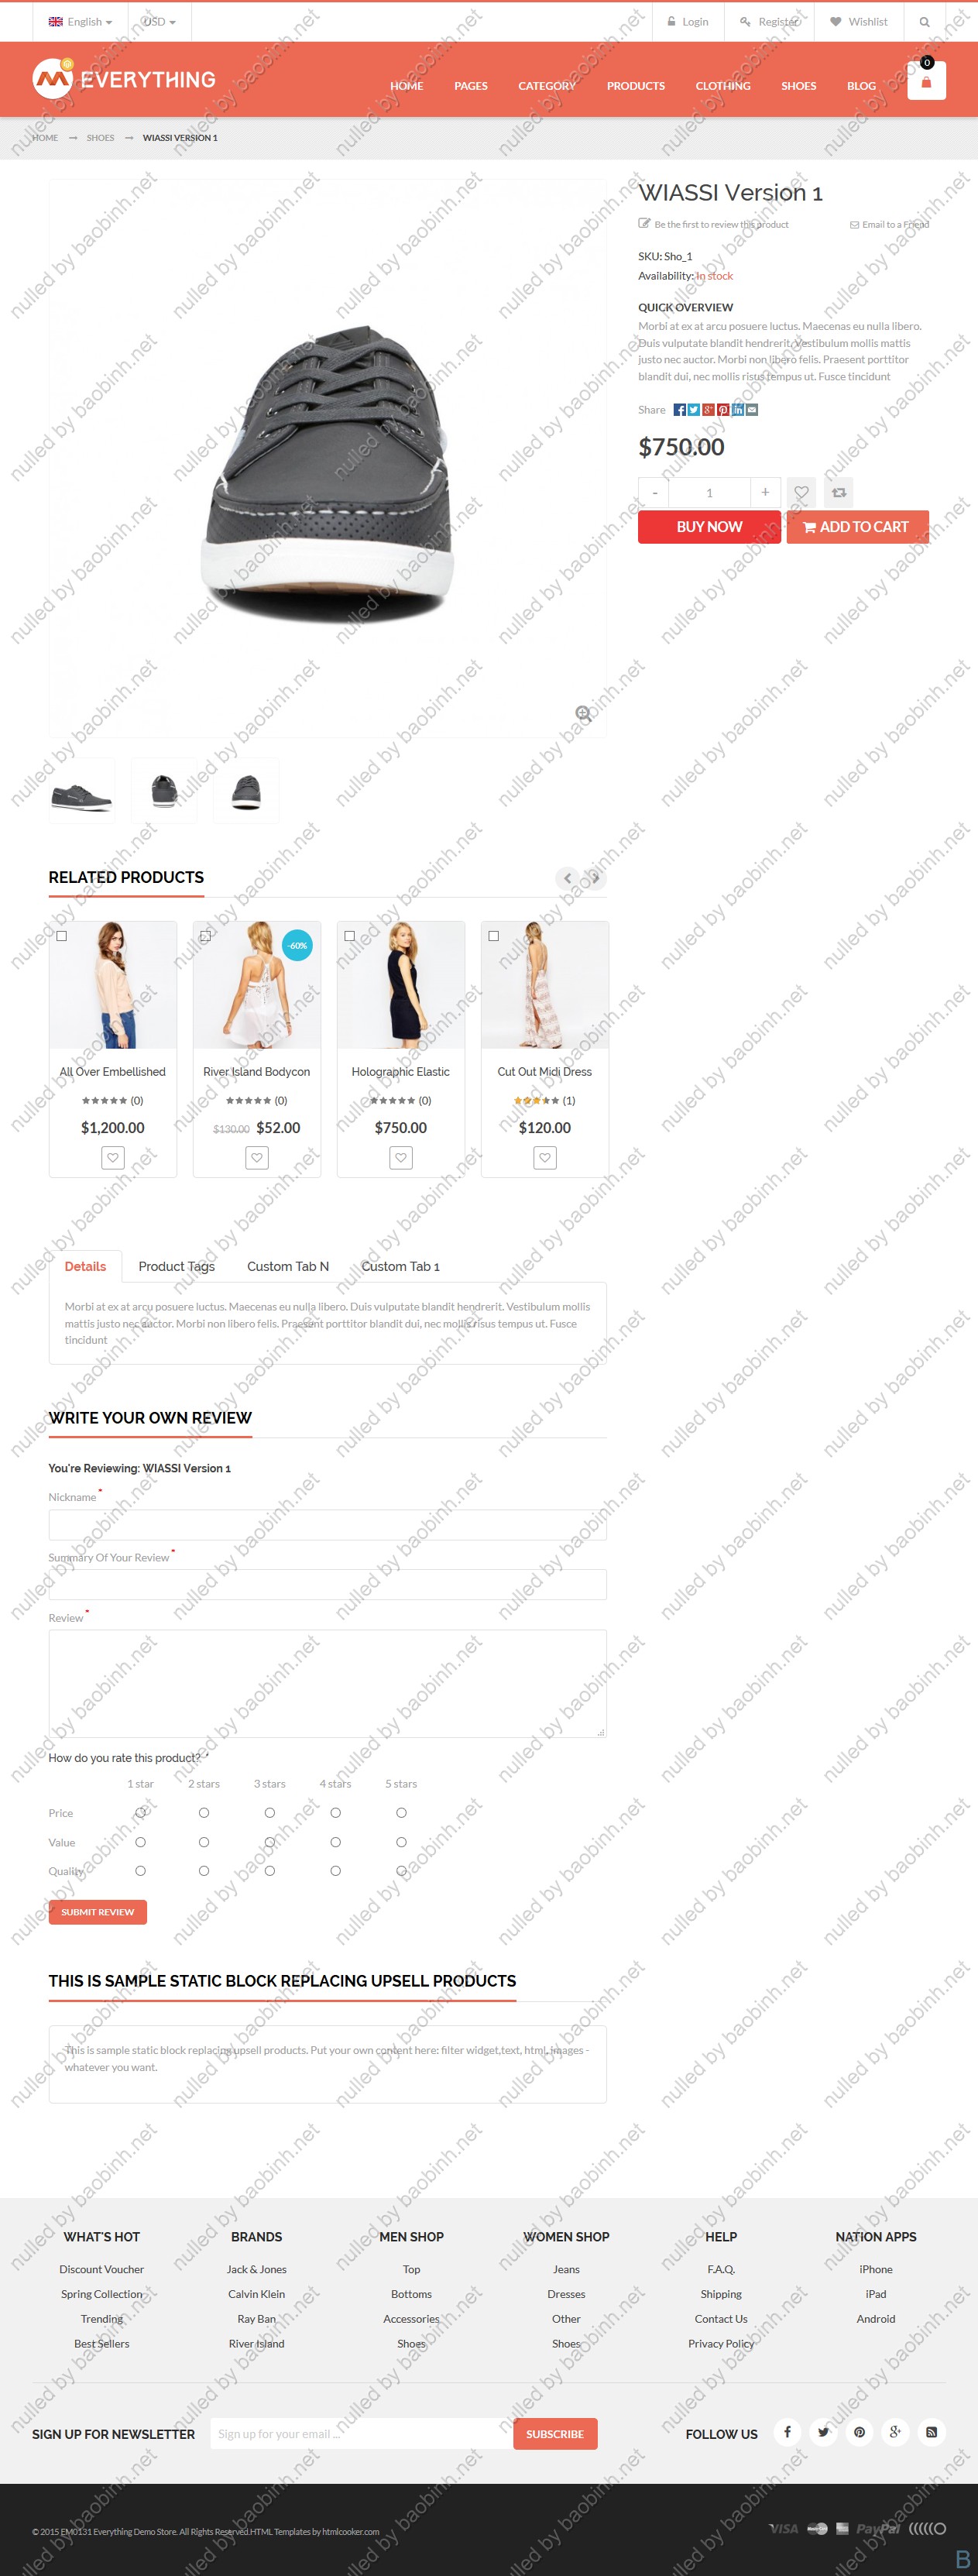 English
USD
Login
Register
Wishlist
EVERYTHING
HOME
PAGES
CATEGORY
PRODUCTS
CLOTHING
SHOES
BLOG
0
HOME
SHOES
WIASSI VERSION 1
WIASSI Version 1
Be the first to review this product
Email to a Friend
SKU: Sho_1
Availability: In stock
QUICK OVERVIEW
Morbi at ex at arcu posuere luctus. Maecenas eu nulla libero.
Duis vulputate blandit hendrerit. Vestibulum mollis mattis
justo nec auctor. Morbi non libero felis. Praesent porttitor
blandit dui, nec mollis risus tempus ut. Fusce tincidunt
Share
$750.00
- 1 +
BUY NOW
ADD TO CART
RELATED PRODUCTS
-60%
All Over Embellished
(0)
$1,200.00
River Island Bodycon
(0)
$130.00 $52.00
Holographic Elastic
(0)
$750.00
Cut Out Midi Dress
(1)
$120.00
Details
Product Tags
Custom Tab N
Custom Tab 1
Morbi at ex at arcu posuere luctus. Maecenas eu nulla libero. Duis vulputate blandit hendrerit. Vestibulum mollis
mattis justo nec auctor. Morbi non libero felis. Praesent porttitor blandit dui, nec mollis risus tempus ut. Fusce
tincidunt
WRITE YOUR OWN REVIEW
You're Reviewing: WIASSI Version 1
Nickname *
Summary Of Your Review *
Review *
How do you rate this product? *
1 star 2 stars 3 stars 4 stars 5 stars
Price
Value
Quality
SUBMIT REVIEW
THIS IS SAMPLE STATIC BLOCK REPLACING UPSELL PRODUCTS
This is sample static block replacing upsell products. Put your own content here: filter widget,text, html, images -
whatever you want.
WHAT'S HOT
Discount Voucher
Spring Collection
Trending
Best Sellers
BRANDS
Jack & Jones
Calvin Klein
Ray Ban
River Island
MEN SHOP
Top
Bottoms
Accessories
Shoes
WOMEN SHOP
Jeans
Dresses
Other
Shoes
HELP
F.A.Q.
Shipping
Contact Us
Privacy Policy
NATION APPS
iPhone
iPad
Android
SIGN UP FOR NEWSLETTER
Sign up for your email ...
SUBSCRIBE
FOLLOW US
© 2015 EM0131 Everything Demo Store. All Rights Reserved.HTML Templates by htmlcooker.com
VISA
PayPal
B
nulled by baobinh.net